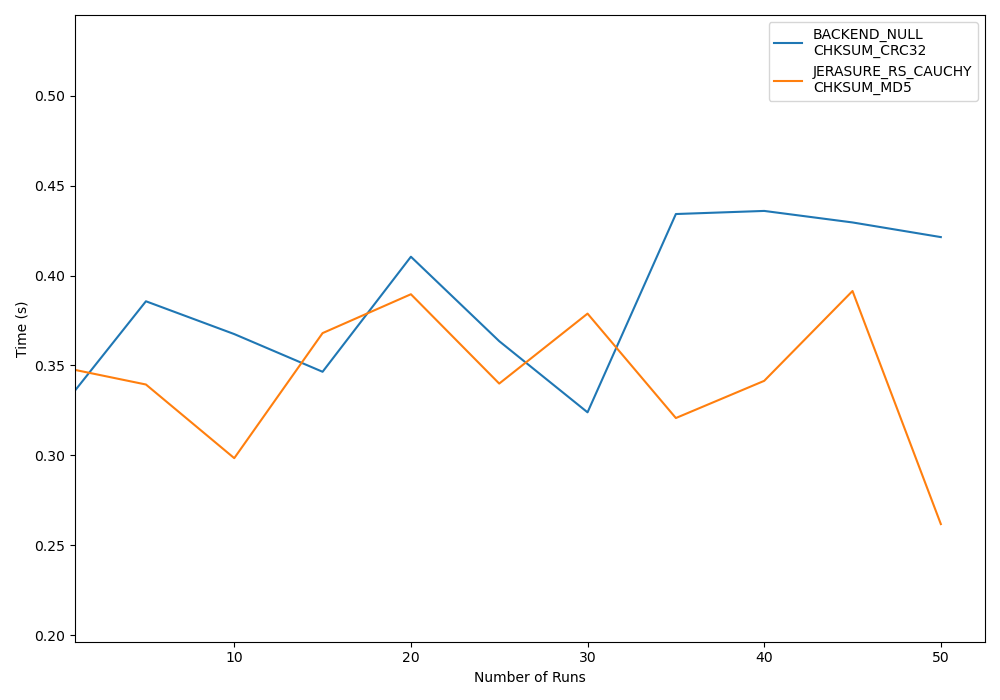 BACKEND_NULL
CHKSUM_CRC32
JERASURE_RS_CAUCHY
CHKSUM_MD5
0.50
0.45
0.40
0.35
0.30
0.25
0.20
Time (s)
10 20 30 40 50
Number of Runs